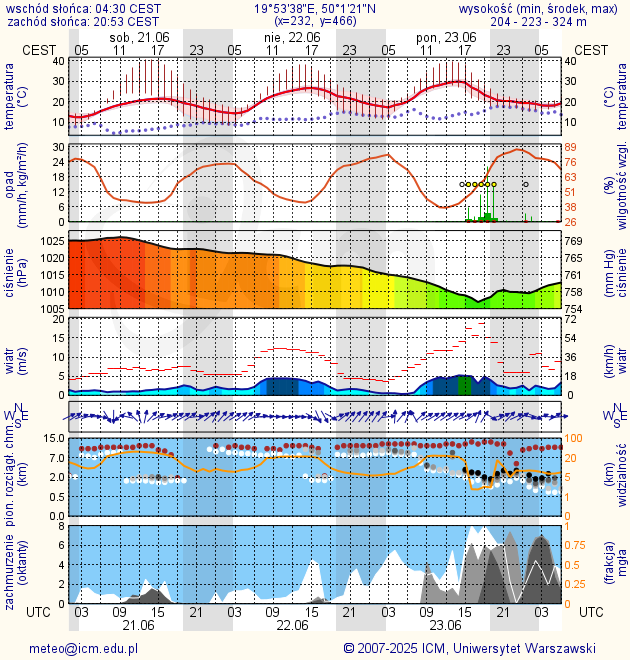 wschód słońca: 04:30 CEST 19°53'38"E, 50°1'21"N wysokość (min, środek, max)
zachód słońca: 20:53 CEST (x=232, y=466) 204 - 223 - 324 m
sob, 21.06 nie, 22.06 pon, 23.06
CEST 05 11 17 23 05 11 17 23 05 11 17 23 05 CEST
temperatura (°C) 40 30 20 10 40 30 20 10 (°C) temperatura
opad (mm/h, kg/m²/h) 30 24 18 12 6 0 89 76 63 51 38 26 (%) wilgotność wzgl.
ciśnienie (hPa) 1025 1020 1015 1010 1005 769 765 761 758 754 (mm Hg) ciśnienie
wiatr (m/s) 20 15 10 5 0 72 54 36 18 0 (km/h) wiatr
N W E S N W E S
pion. rozciągł. chm. (km) 15.0 7.0 2.0 0.5 0.0 100 20 5 1 0 (km) widzialność
zachmurzenie (oktanty) 8 6 4 2 0 1 0.75 0.5 0.25 0 (frakcja) mgła
UTC 03 09 15 21 03 09 15 21 03 09 15 21 03 UTC
21.06 22.06 23.06
meteo@icm.edu.pl © 2007-2025 ICM, Uniwersytet Warszawski